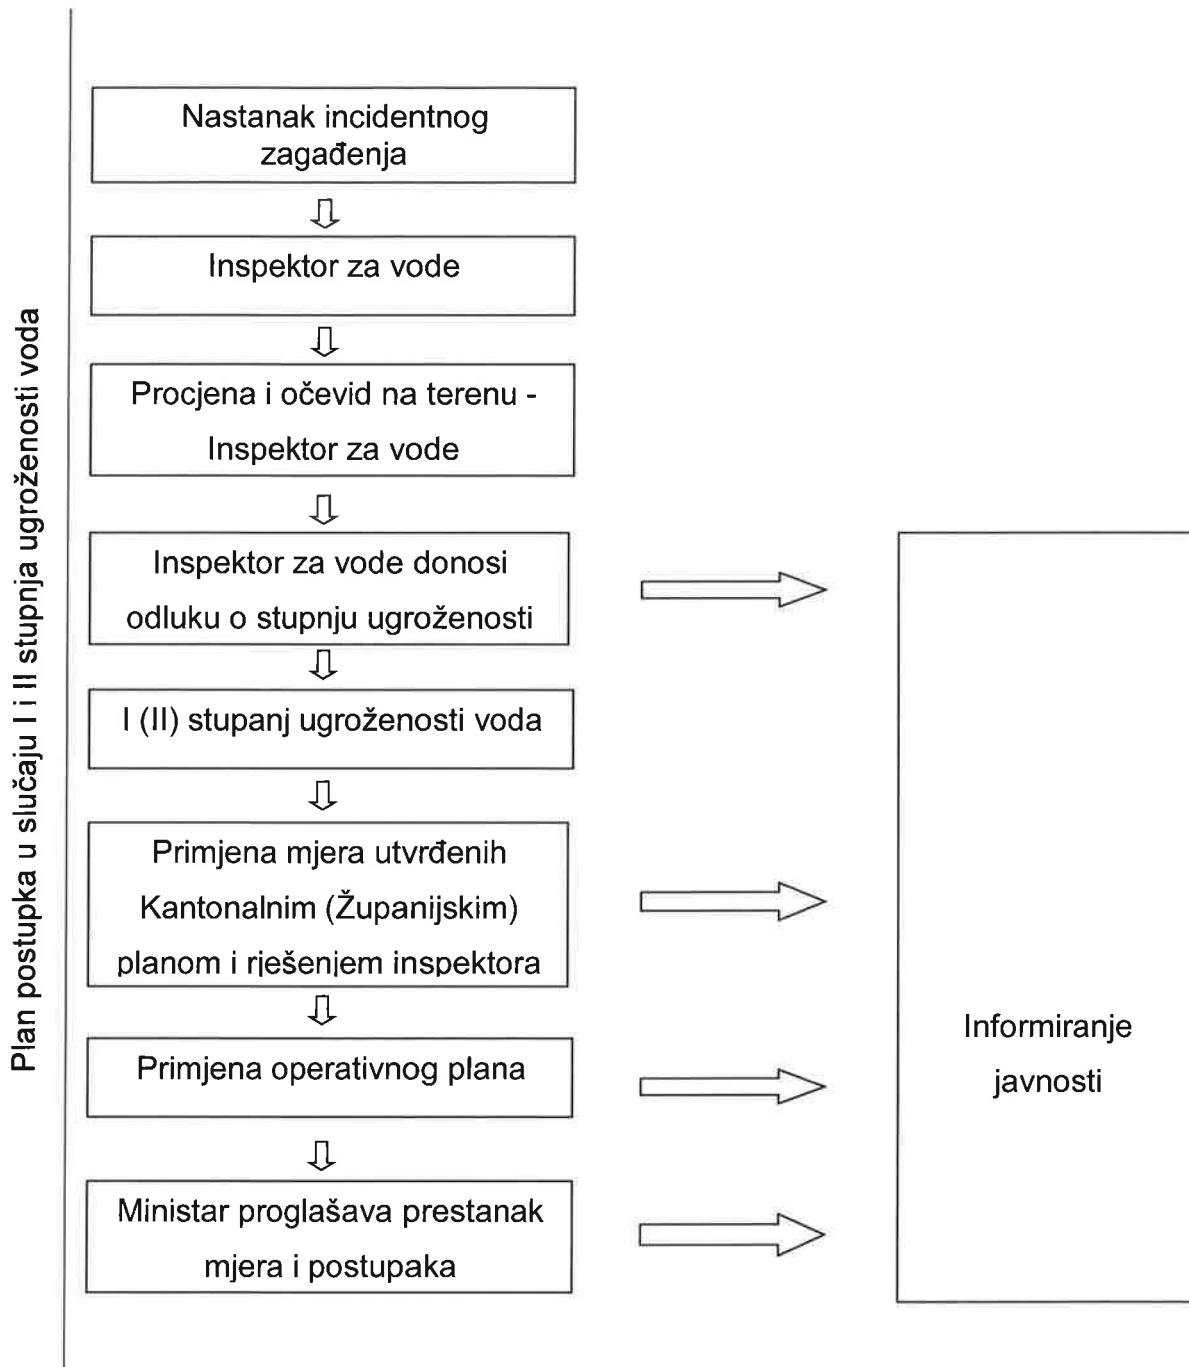 Plan postupka u slučaju I i II stupnja ugroženosti voda
Nastanak incidentnog
zagađenja
Inspektor za vode
Procjena i očevid na terenu -
Inspektor za vode
Inspektor za vode donosi
odluku o stupnju ugroženosti
I (II) stupanj ugroženosti voda
Primjena mjera utvrđenih
Kantonalnim (Županijskim)
planom i rješenjem inspektora
Primjena operativnog plana
Ministar proglašava prestanak
mjera i postupaka
Informiranje
javnosti